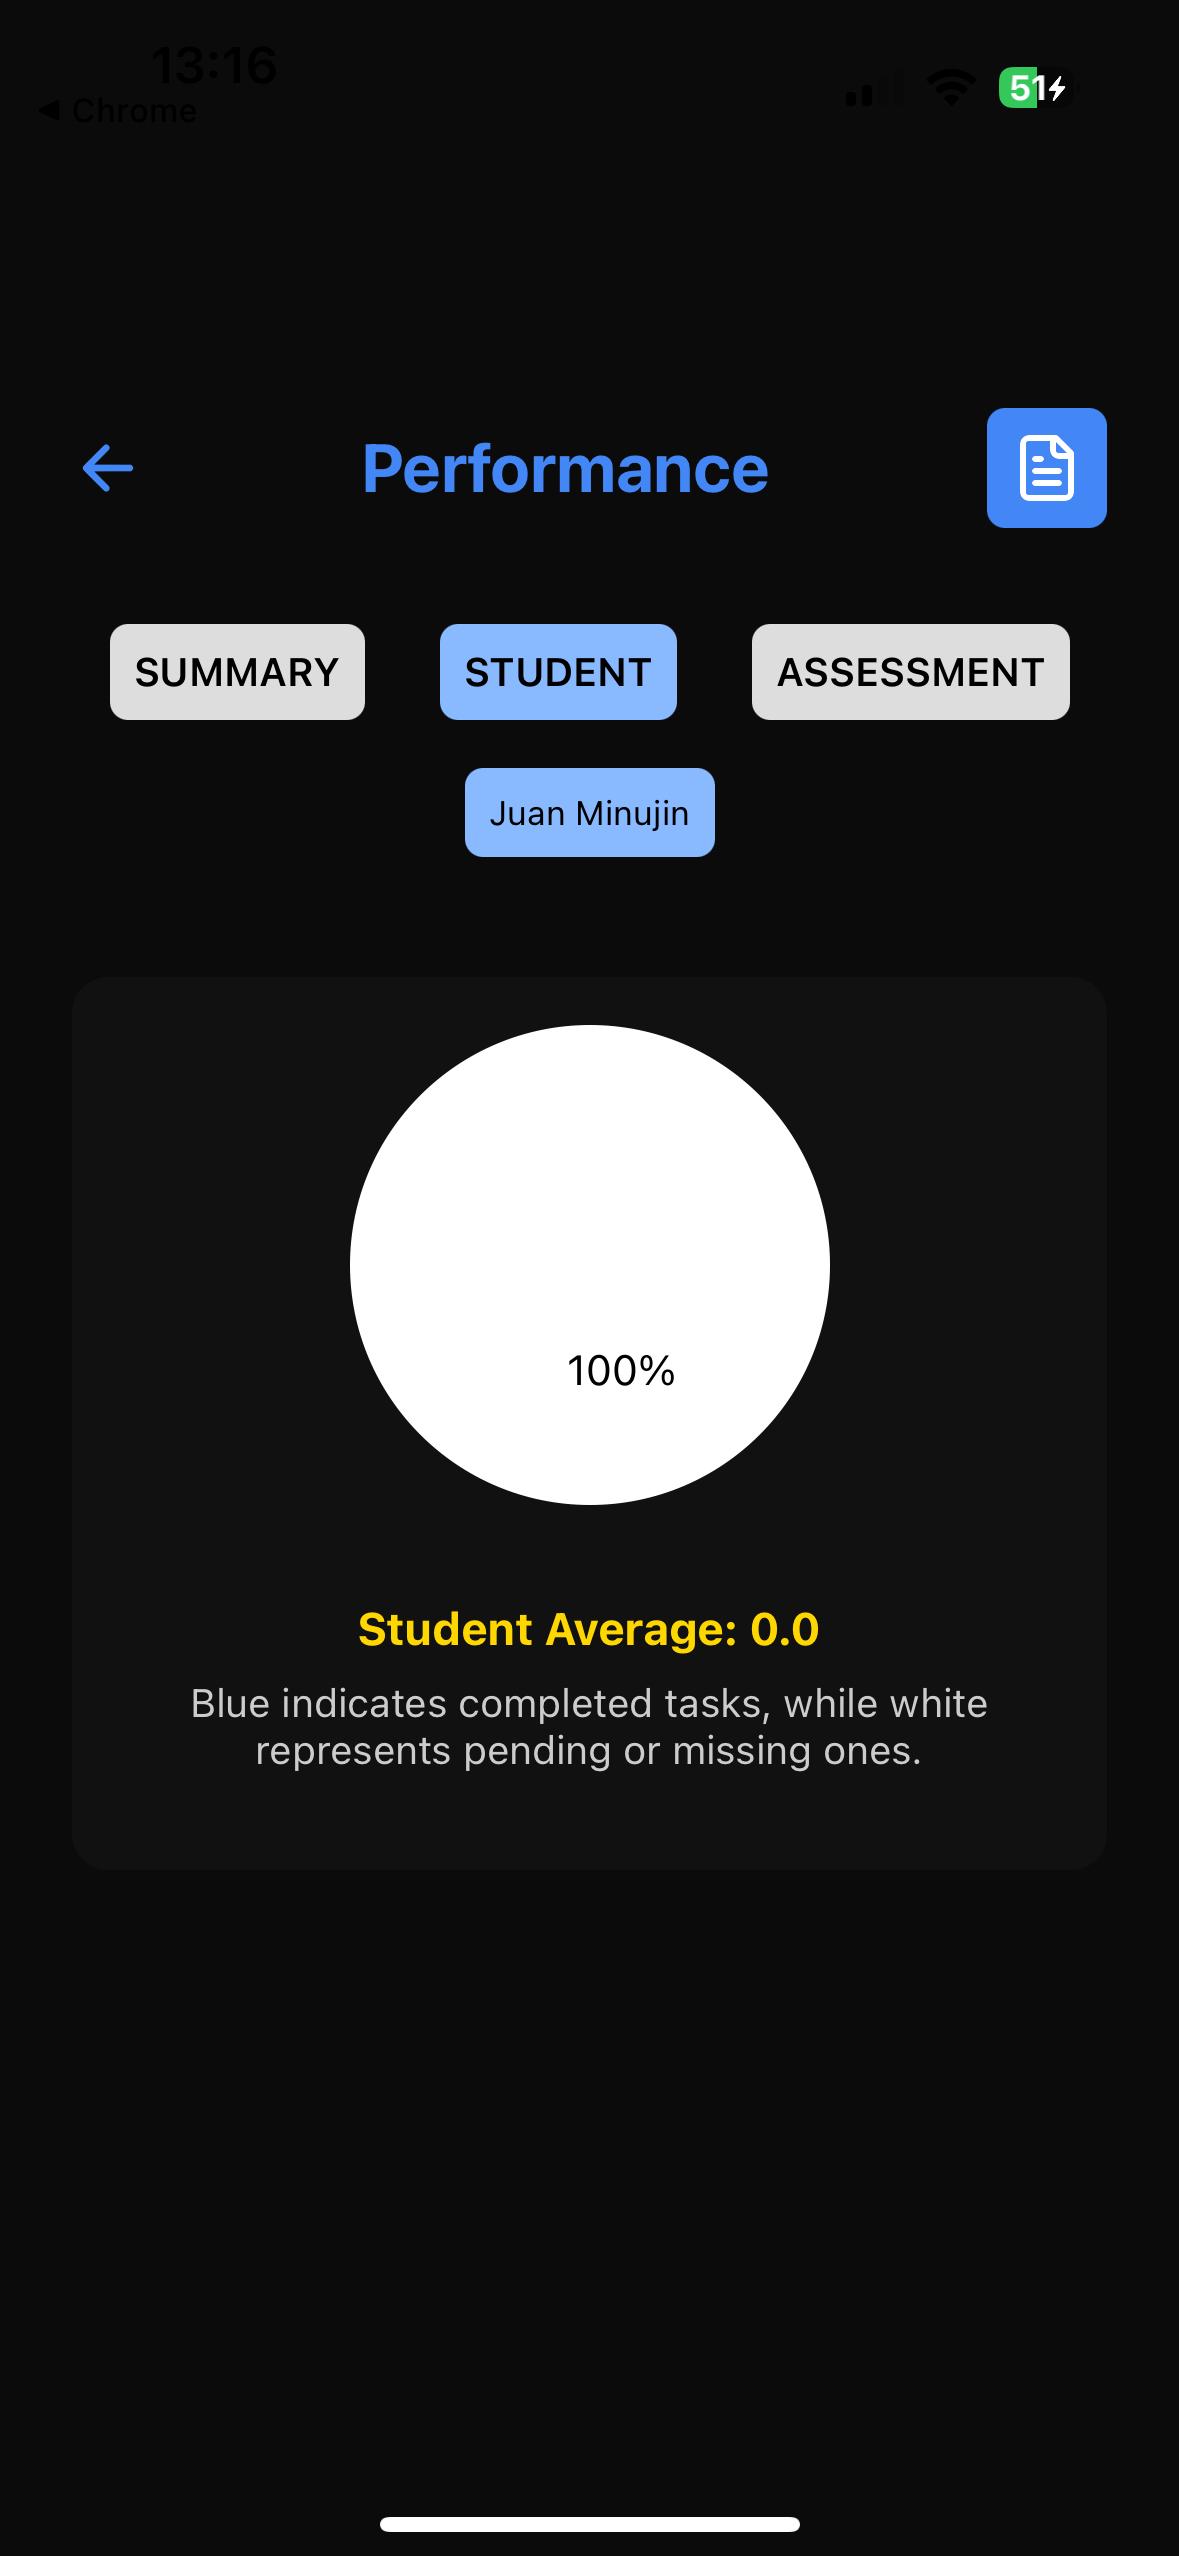 13:16
Chrome
51
Performance
SUMMARY STUDENT ASSESSMENT
Juan Minujin
100%
Student Average: 0.0
Blue indicates completed tasks, while white
represents pending or missing ones.